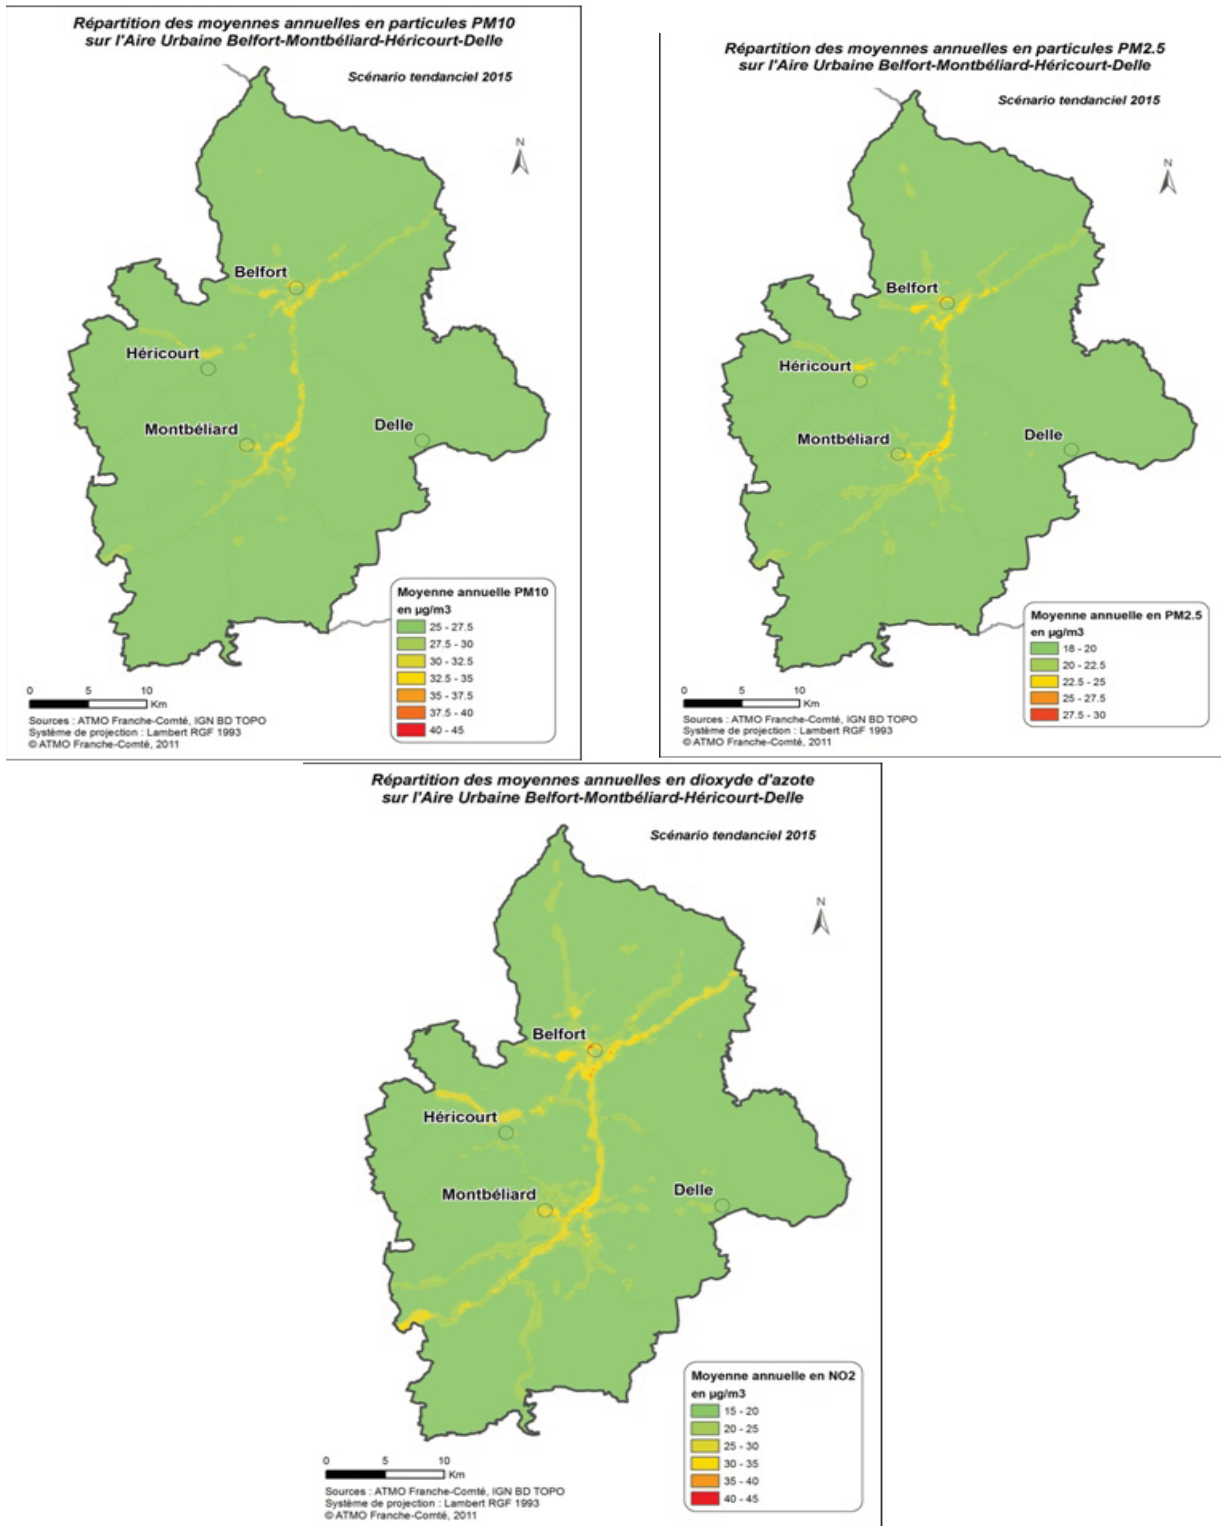 Répartition des moyennes annuelles en particules PM10
sur l'Aire Urbaine Belfort-Montbéliard-Héricourt-Delle
Scénario tendanciel 2015
N
Belfort
Héricourt
Montbéliard
Delle
Moyenne annuelle PM10
en µg/m3
25 - 27.5
27.5 - 30
30 - 32.5
32.5 - 35
35 - 37.5
37.5 - 40
40 - 45
0 5 10
Km
Sources : ATMO Franche-Comté, IGN BD TOPO
Système de projection : Lambert RGF 1993
© ATMO Franche-Comté, 2011
Répartition des moyennes annuelles en particules PM2.5
sur l'Aire Urbaine Belfort-Montbéliard-Héricourt-Delle
Scénario tendanciel 2015
N
Belfort
Héricourt
Montbéliard
Delle
Moyenne annuelle en PM2.5
en µg/m3
18 - 20
20 - 22.5
22.5 - 25
25 - 27.5
27.5 - 30
0 5 10
Km
Sources : ATMO Franche-Comté, IGN BD TOPO
Système de projection : Lambert RGF 1993
© ATMO Franche-Comté, 2011
Répartition des moyennes annuelles en dioxyde d'azote
sur l'Aire Urbaine Belfort-Montbéliard-Héricourt-Delle
Scénario tendanciel 2015
N
Belfort
Héricourt
Montbéliard
Delle
Moyenne annuelle en NO2
en µg/m3
15 - 20
20 - 25
25 - 30
30 - 35
35 - 40
40 - 45
0 5 10
Km
Sources : ATMO Franche-Comté, IGN BD TOPO
Système de projection : Lambert RGF 1993
© ATMO Franche-Comté, 2011